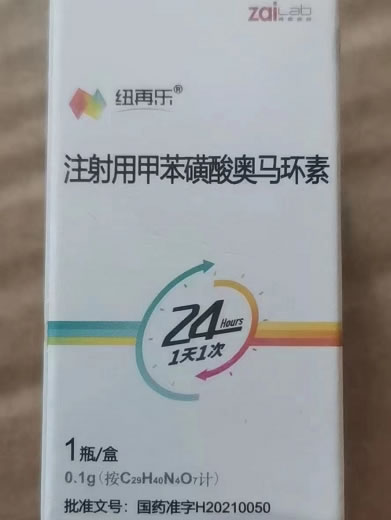 zaiLab
纽再乐®
注射用甲苯磺酸奥马环素
24 Hours
1天1次
1瓶/盒
0.1g(按C₂₉H₄₀N₄O₇计)
批准文号：国药准字H20210050